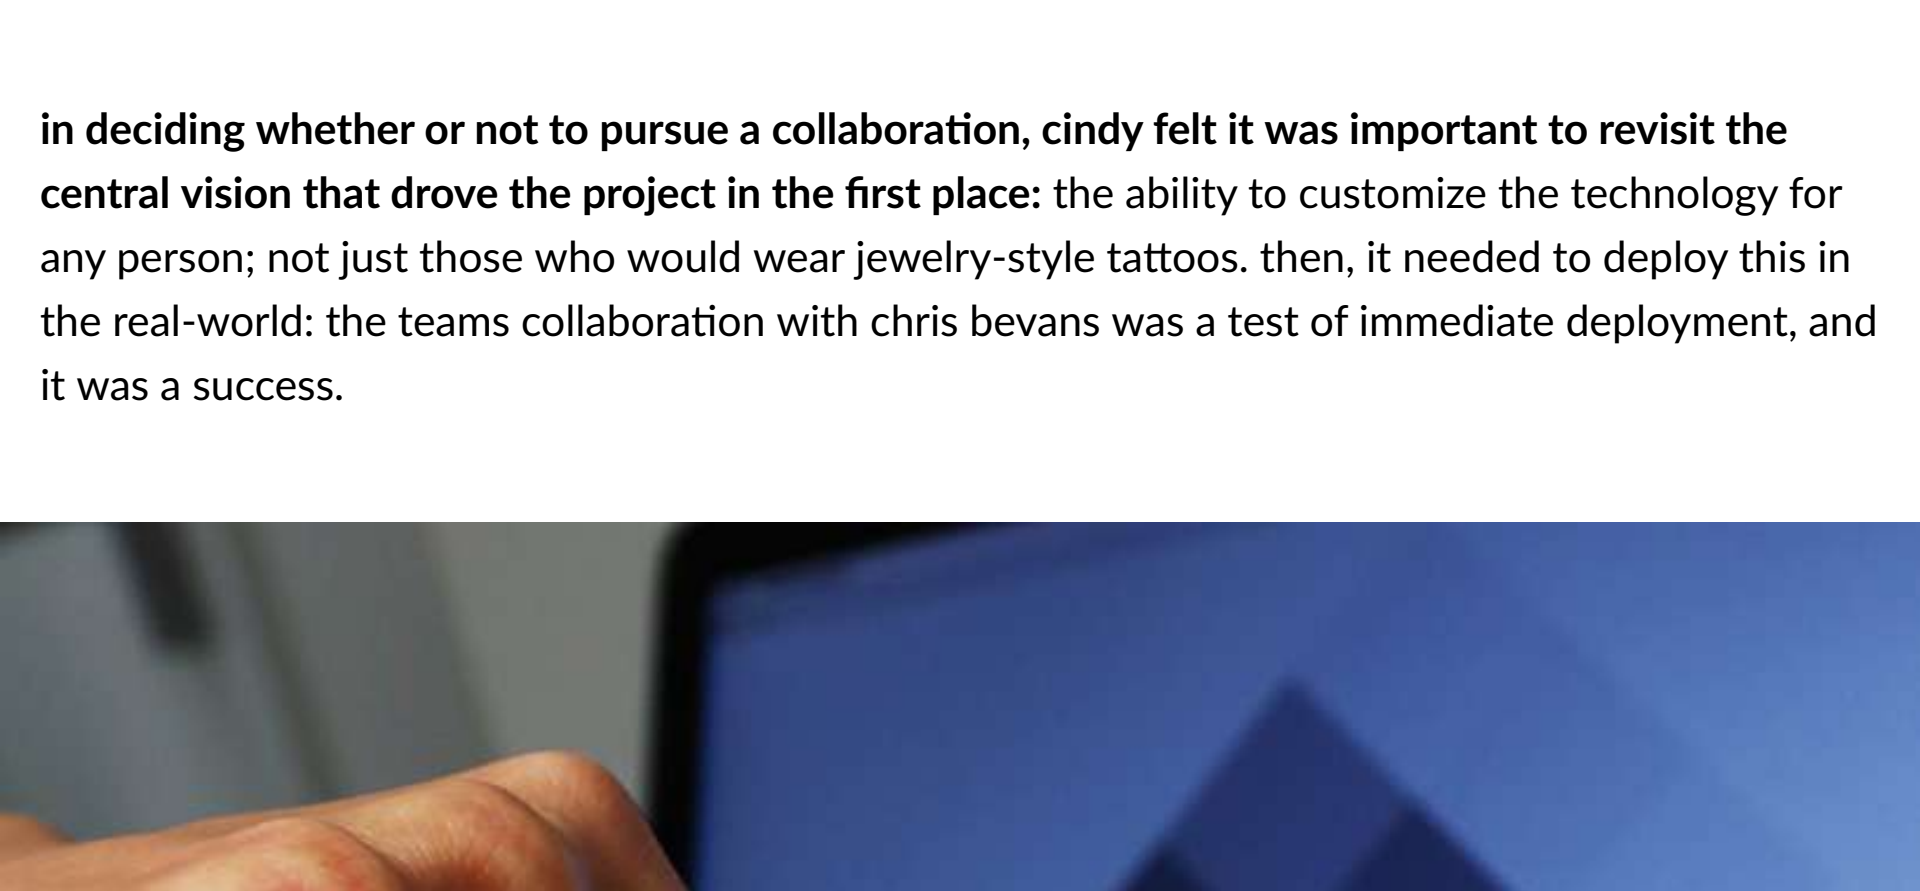 in deciding whether or not to pursue a collaboration, cindy felt it was important to revisit the
central vision that drove the project in the first place: the ability to customize the technology for
any person; not just those who would wear jewelry-style tattoos. then, it needed to deploy this in
the real-world: the teams collaboration with chris bevans was a test of immediate deployment, and
it was a success.